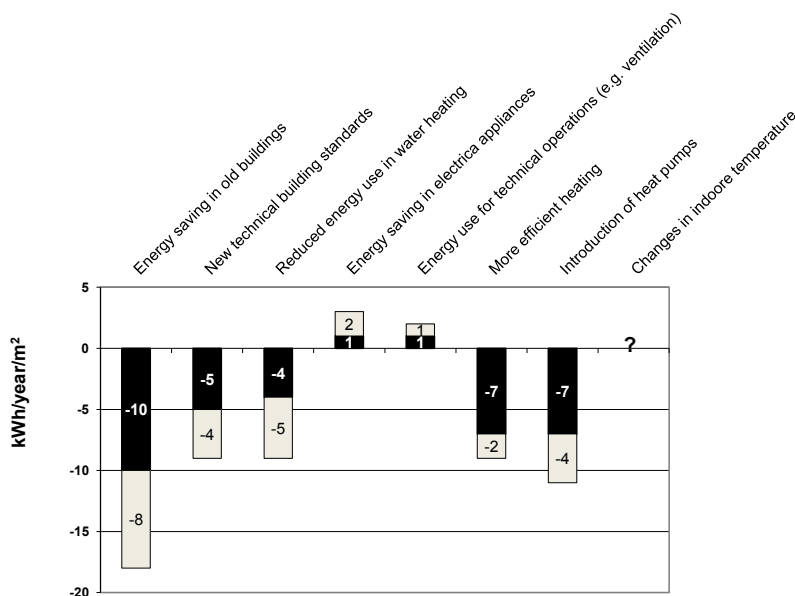 Energy saving in old buildings
New technical building standards
Reduced energy use in water heating
Energy saving in electrica appliances
Energy use for technical operations (e.g. ventilation)
More efficient heating
Introduction of heat pumps
Changes in indoore temperature
kWh/year/m²
5
0
-5
-10
-15
-20
-10
-8
-5
-4
-4
-5
2
1
1
1
-7
-2
-7
-4
?